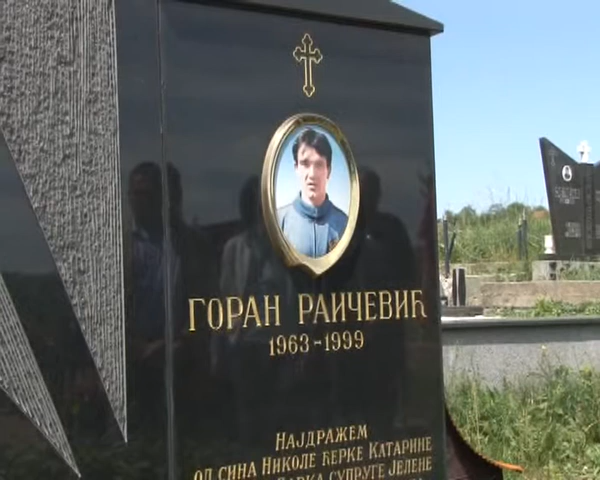 ГОРАН РАИЧЕВИЋ
1963-1999
НАЈДРАЖЕМ
ОД СИНА НИКОЛЕ ЋЕРКЕ КАТАРИНЕ
СУПРУГЕ ЈЕЛЕНЕ